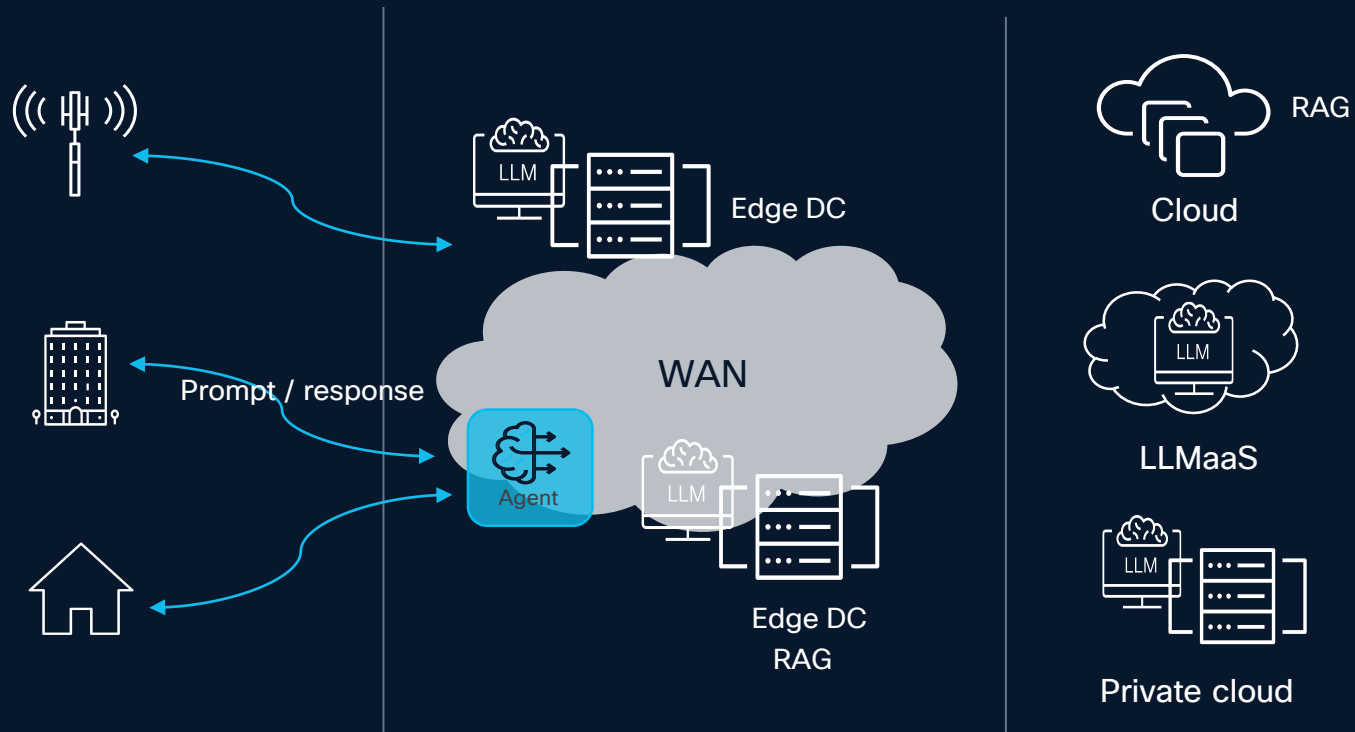 RAG
Cloud
LLM
Edge DC
WAN
LLM
LLMaaS
Prompt / response
Agent
LLM
Edge DC
RAG
LLM
Private cloud